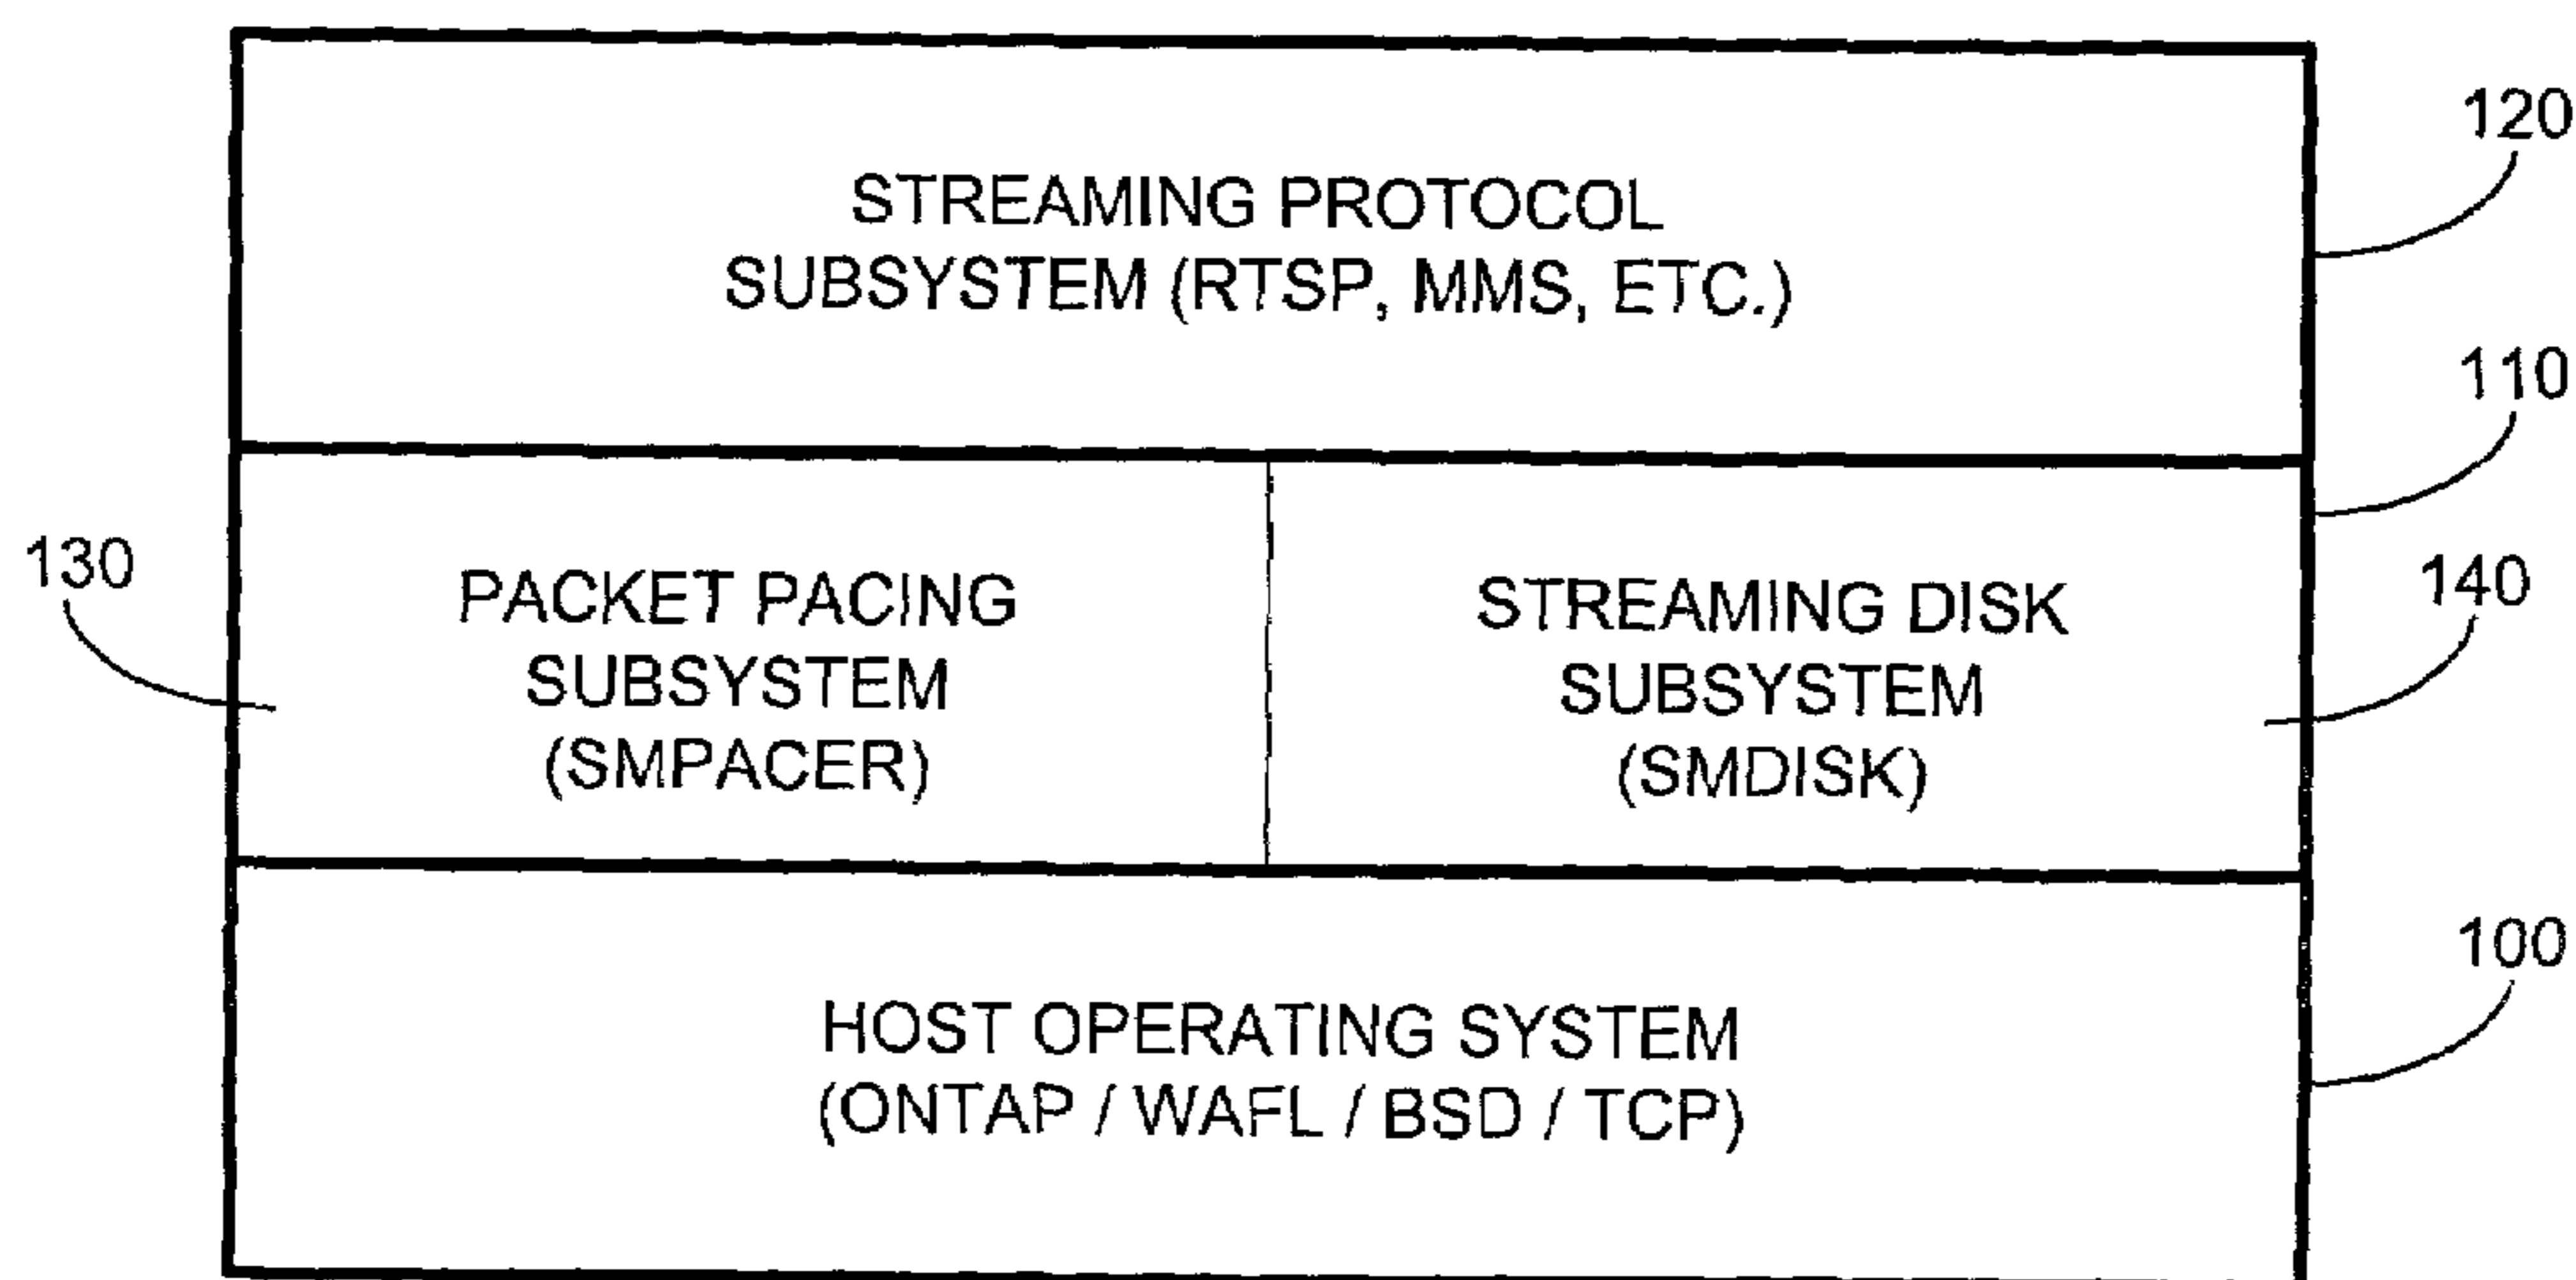 120
STREAMING PROTOCOL
SUBSYSTEM (RTSP, MMS, ETC.)
110
130
PACKET PACING
SUBSYSTEM
(SMPACER)
140
STREAMING DISK
SUBSYSTEM
(SMDISK)
100
HOST OPERATING SYSTEM
(ONTAP / WAFL / BSD / TCP)